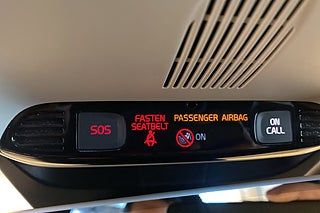 SOS
FASTEN
SEATBELT
PASSENGER AIRBAG
ON
ON
CALL